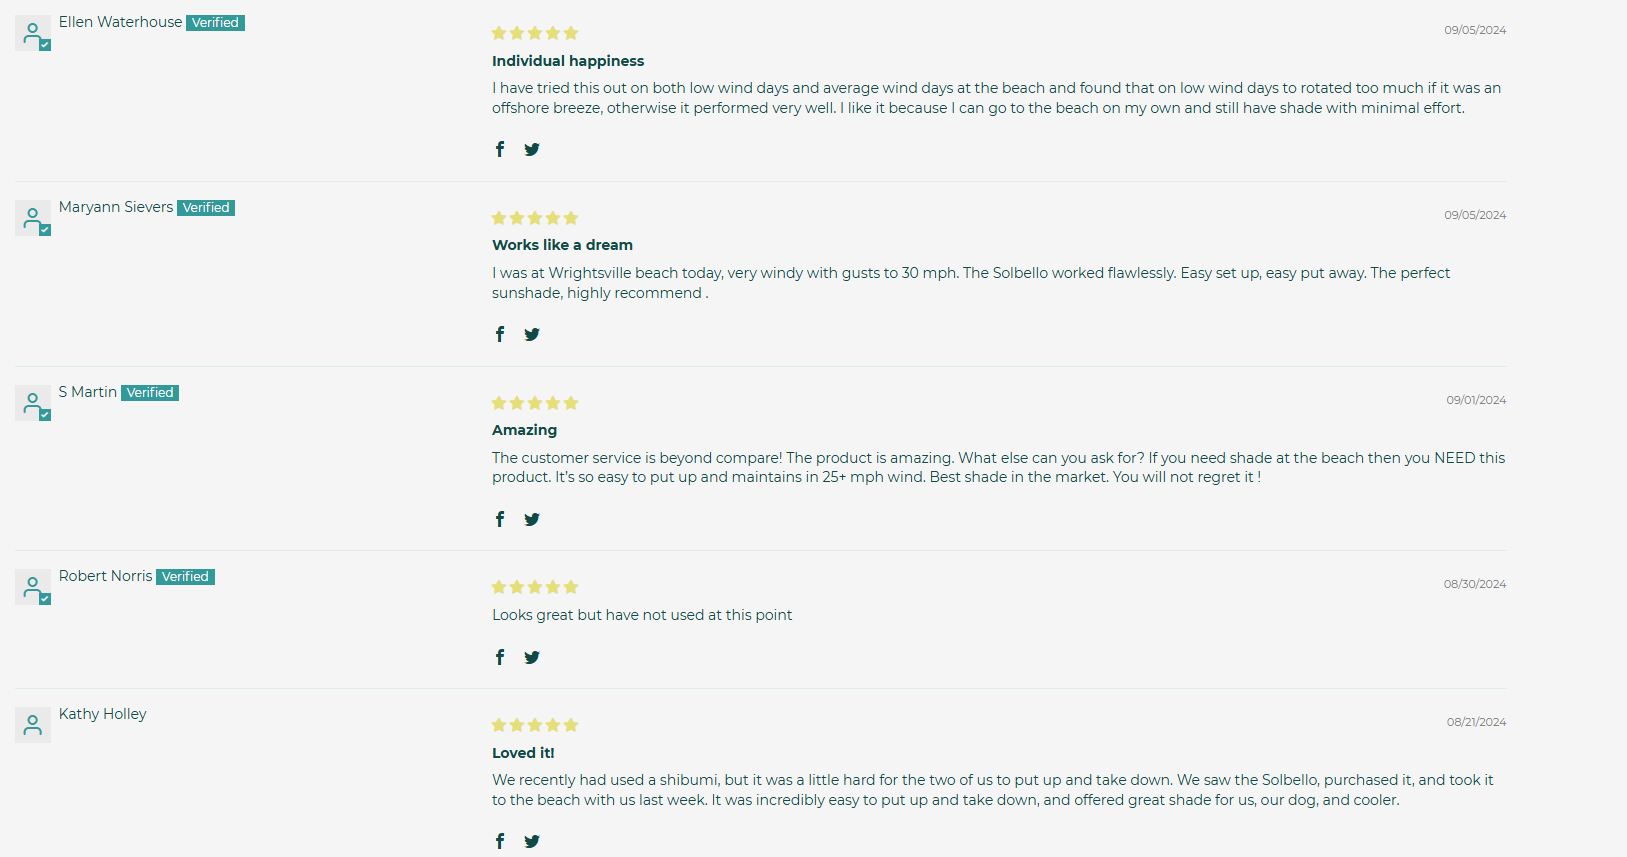 Ellen Waterhouse Verified
09/05/2024
Individual happiness
I have tried this out on both low wind days and average wind days at the beach and found that on low wind days to rotated too much if it was an
offshore breeze, otherwise it performed very well. I like it because I can go to the beach on my own and still have shade with minimal effort.
Maryann Sievers Verified
09/05/2024
Works like a dream
I was at Wrightsville beach today, very windy with gusts to 30 mph. The Solbello worked flawlessly. Easy set up, easy put away. The perfect
sunshade, highly recommend .
S Martin Verified
09/01/2024
Amazing
The customer service is beyond compare! The product is amazing. What else can you ask for? If you need shade at the beach then you NEED this
product. It's so easy to put up and maintains in 25+ mph wind. Best shade in the market. You will not regret it !
Robert Norris Verified
08/30/2024
Looks great but have not used at this point
Kathy Holley
08/21/2024
Loved it!
We recently had used a shibumi, but it was a little hard for the two of us to put up and take down. We saw the Solbello, purchased it, and took it
to the beach with us last week. It was incredibly easy to put up and take down, and offered great shade for us, our dog, and cooler.